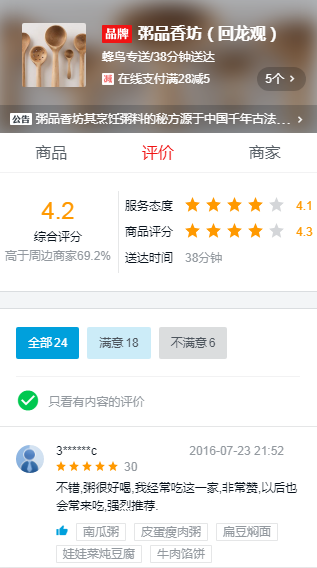 品牌 粥品香坊（回龙观）
蜂鸟专送/38分钟送达
减 在线支付满28减5 5个 >
公告 粥品香坊其烹饪粥料的秘方源于中国千年古法... >
商品 评价 商家
4.2
综合评分
高于周边商家69.2%
服务态度 4.1
商品评分 4.3
送达时间 38分钟
全部 24 满意 18 不满意 6
只看有内容的评价
3******c 2016-07-23 21:52
30
不错,粥很好喝,我经常吃这一家,非常赞,以后也
会常来吃,强烈推荐.
南瓜粥 皮蛋瘦肉粥 扁豆焖面
娃娃菜炖豆腐 牛肉馅饼